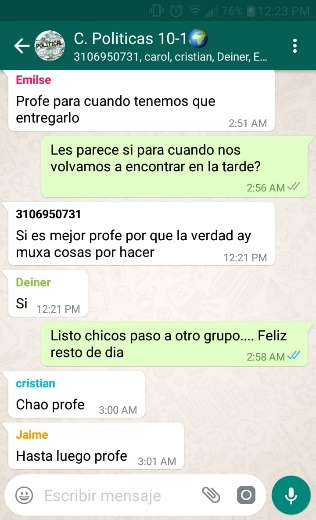 76% 12:23 PM
C. Politicas 10-1🌍
3106950731, carol, cristian, Deiner, E...
POLITICAL
Emilse
Profe para cuando tenemos que
entregarlo
2:51 AM
Les parece si para cuando nos
volvamos a encontrar en la tarde?
2:56 AM
3106950731
Si es mejor profe por que la verdad ay
muxa cosas por hacer
12:21 PM
Deiner
Si 12:21 PM
Listo chicos paso a otro grupo.... Feliz
resto de dia
2:58 AM
cristian
Chao profe 3:00 AM
Jaime
Hasta luego profe 3:01 AM
Escribir mensaje